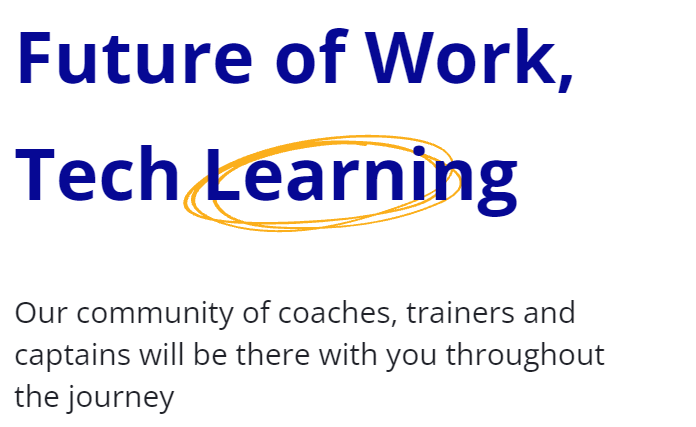 Future of Work,
Tech Learning
Our community of coaches, trainers and
captains will be there with you throughout
the journey